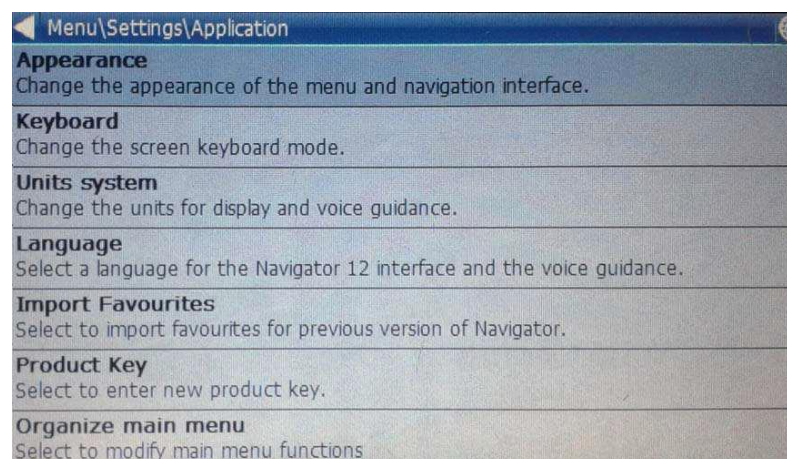 Menu\Settings\Application
Appearance
Change the appearance of the menu and navigation interface.
Keyboard
Change the screen keyboard mode.
Units system
Change the units for display and voice guidance.
Language
Select a language for the Navigator 12 interface and the voice guidance.
Import Favourites
Select to import favourites for previous version of Navigator.
Product Key
Select to enter new product key.
Organize main menu
Select to modify main menu functions